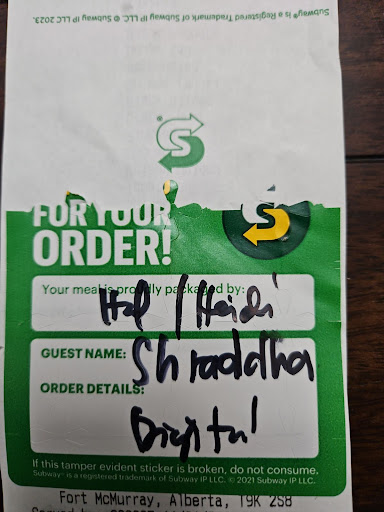 Subway® is a Registered Trademark of Subway IP LLC. © Subway IP LLC 2023.
FOR YOUR
ORDER!
Your meal is proudly packaged by:
Hal / Heidi
GUEST NAME: Shraddha
ORDER DETAILS:
Digital
If this tamper evident sticker is broken, do not consume.
Subway® is a registered trademark of Subway IP LLC. © 2021 Subway IP LLC.
Fort McMurray, Alberta, T9K 2S8